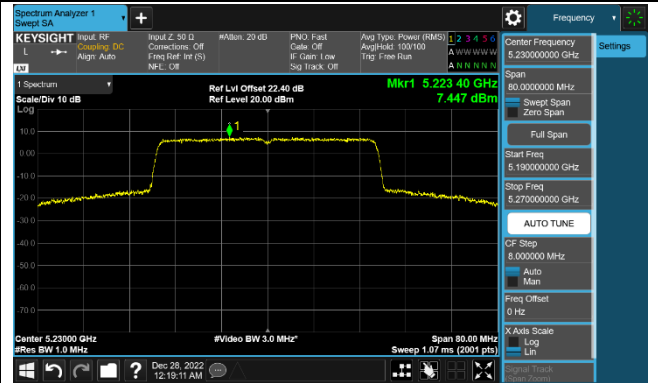 Spectrum Analyzer 1
Swept SA
Frequency
KEYSIGHT
L
LXI
Input: RF
Coupling: DC
Align: Auto
Input Z: 50 Ω
Corrections: Off
Freq Ref: Int (S)
NFE: Off
#Atten: 20 dB
PNO: Fast
Gate: Off
IF Gain: Low
Sig Track: Off
Avg Type: Power (RMS)
Avg|Hold: 100/100
Trig: Free Run
1 2 3 4 5 6
A W W W W W
A N N N N N
1 Spectrum
Scale/Div 10 dB
Log
Ref Lvl Offset 22.40 dB
Ref Level 20.00 dBm
Mkr1 5.223 40 GHz
7.447 dBm
1
10.0
0.00
-10.0
-20.0
-30.0
-40.0
-50.0
-60.0
-70.0
Center 5.23000 GHz
#Res BW 1.0 MHz
#Video BW 3.0 MHz*
Span 80.00 MHz
Sweep 1.07 ms (2001 pts)
Dec 28, 2022
12:19:11 AM
Center Frequency
5.230000000 GHz
Settings
Span
80.0000000 MHz
Swept Span
Zero Span
Full Span
Start Freq
5.190000000 GHz
Stop Freq
5.270000000 GHz
AUTO TUNE
CF Step
8.000000 MHz
Auto
Man
Freq Offset
0 Hz
X Axis Scale
Log
Lin
Signal Track
(Span Zoom)